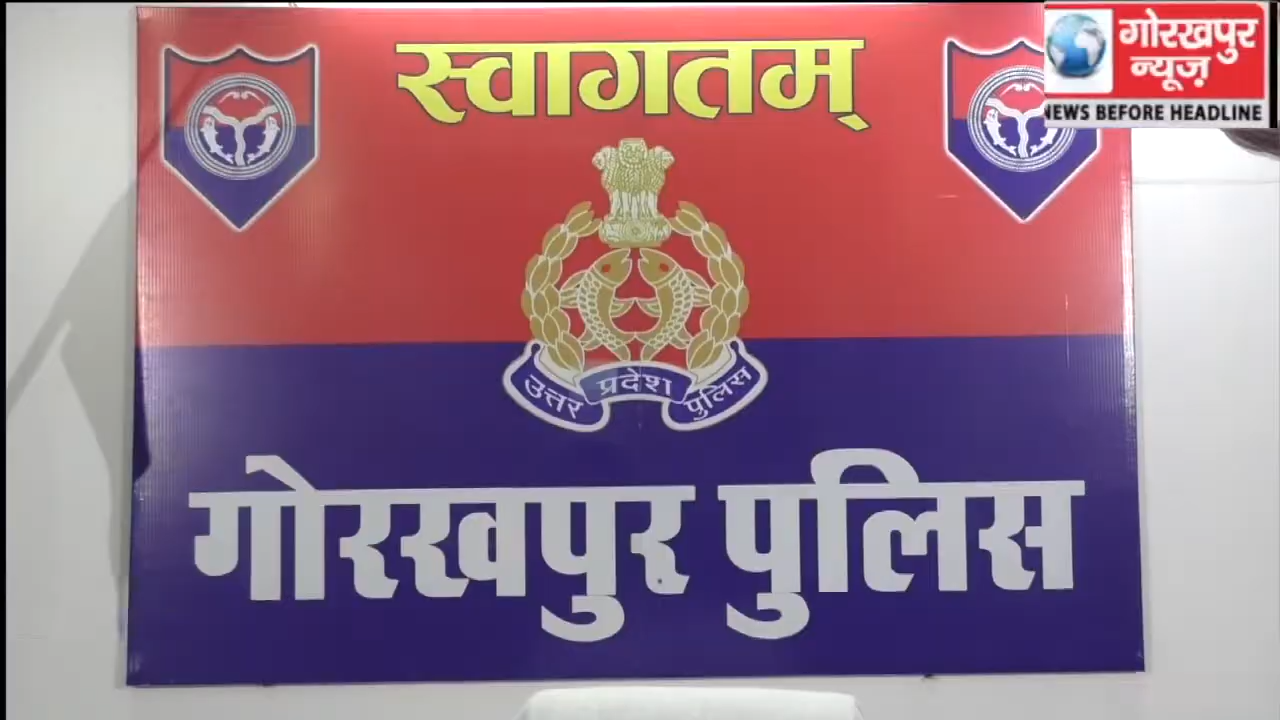 स्वागतम्
गोरखपुर
न्यूज़
NEWS BEFORE HEADLINE
उत्तर प्रदेश पुलिस
गोरखपुर पुलिस